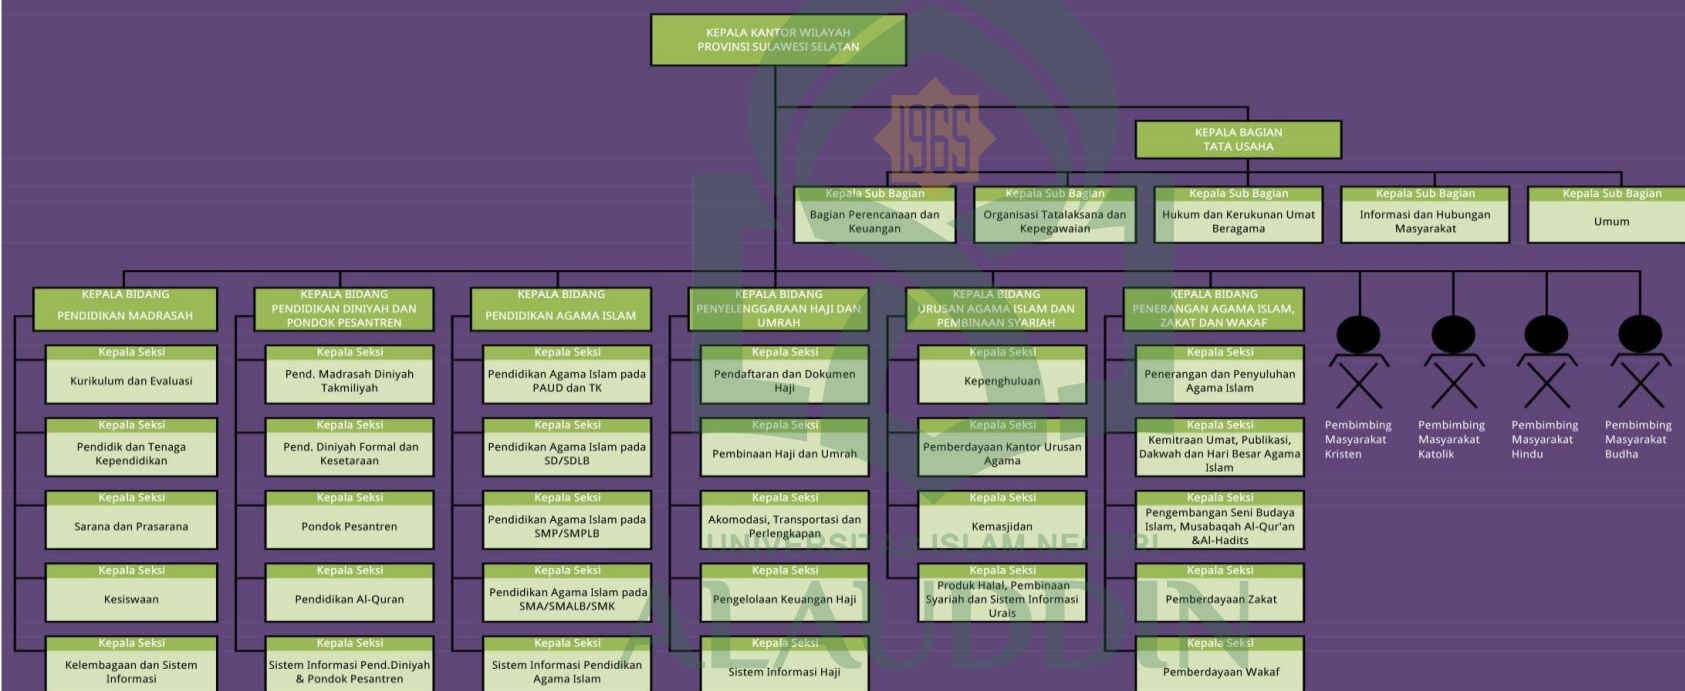 KEPALA KANTOR WILAYAH
PROVINSI SULAWESI SELATAN
1965
KEPALA BAGIAN
TATA USAHA
Kepala Sub Bagian
Bagian Perencanaan dan
Keuangan
Kepala Sub Bagian
Organisasi Tatalaksana dan
Kepegawaian
Kepala Sub Bagian
Hukum dan Kerukunan Umat
Beragama
Kepala Sub Bagian
Informasi dan Hubungan
Masyarakat
Kepala Sub Bagian
Umum
KEPALA BIDANG
PENDIDIKAN MADRASAH
Kepala Seksi
Kurikulum dan Evaluasi
Kepala Seksi
Pendidik dan Tenaga
Kependidikan
Kepala Seksi
Sarana dan Prasarana
Kepala Seksi
Kesiswaan
Kepala Seksi
Kelembagaan dan Sistem
Informasi
KEPALA BIDANG
PENDIDIKAN DINIYAH DAN
PONDOK PESANTREN
Kepala Seksi
Pend. Madrasah Diniyah
Takmiliyah
Kepala Seksi
Pend. Diniyah Formal dan
Kesetaraan
Kepala Seksi
Pondok Pesantren
Kepala Seksi
Pendidikan Al-Quran
Kepala Seksi
Sistem Informasi Pend.Diniyah
& Pondok Pesantren
KEPALA BIDANG
PENDIDIKAN AGAMA ISLAM
Kepala Seksi
Pendidikan Agama Islam pada
PAUD dan TK
Kepala Seksi
Pendidikan Agama Islam pada
SD/SDLB
Kepala Seksi
Pendidikan Agama Islam pada
SMP/SMPLB
Kepala Seksi
Pendidikan Agama Islam pada
SMA/SMALB/SMK
Kepala Seksi
Sistem Informasi Pendidikan
Agama Islam
KEPALA BIDANG
PENYELENGGARAAN HAJI DAN
UMRAH
Kepala Seksi
Pendaftaran dan Dokumen
Haji
Kepala Seksi
Pembinaan Haji dan Umrah
Kepala Seksi
Akomodasi, Transportasi dan
Perlengkapan
Kepala Seksi
Pengelolaan Keuangan Haji
Kepala Seksi
Sistem Informasi Haji
KEPALA BIDANG
URUSAN AGAMA ISLAM DAN
PEMBINAAN SYARIAH
Kepala Seksi
Kepenghuluan
Kepala Seksi
Pemberdayaan Kantor Urusan
Agama
Kepala Seksi
Kemasjidan
Kepala Seksi
Produk Halal, Pembinaan
Syariah dan Sistem Informasi
Urais
KEPALA BIDANG
PENERANGAN AGAMA ISLAM,
ZAKAT DAN WAKAF
Kepala Seksi
Penerangan dan Penyuluhan
Agama Islam
Kepala Seksi
Kemitraan Umat, Publikasi,
Dakwah dan Hari Besar Agama
Islam
Kepala Seksi
Pengembangan Seni Budaya
Islam, Musabaqah Al-Qur'an
&Al-Hadits
Kepala Seksi
Pemberdayaan Zakat
Kepala Seksi
Pemberdayaan Wakaf
Pembimbing
Masyarakat
Kristen
Pembimbing
Masyarakat
Katolik
Pembimbing
Masyarakat
Hindu
Pembimbing
Masyarakat
Budha
UNIVERSITAS ISLAM NEGERI
ALAUDDIN